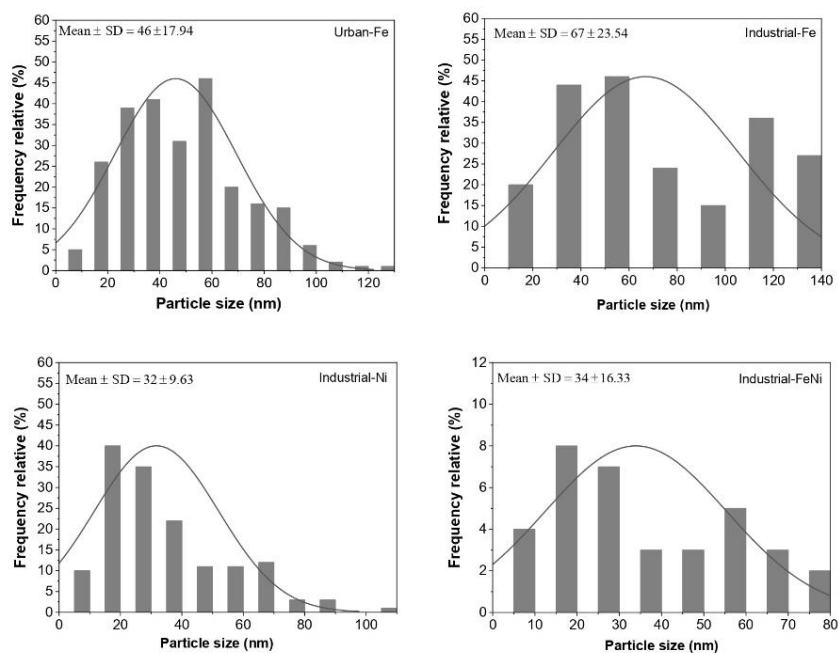 Mean ± SD = 46±17.94
Urban-Fe
Frequency relative (%)
60
55
50
45
40
35
30
25
20
15
10
5
0
0 20 40 60 80 100 120
Particle size (nm)
Mean ± SD = 67±23.54
Industrial-Fe
Frequency relative (%)
60
55
50
45
40
35
30
25
20
15
10
5
0
0 20 40 60 80 100 120 140
Particle size (nm)
Mean ± SD = 32±9.63
Industrial-Ni
Frequency relative (%)
60
55
50
45
40
35
30
25
20
15
10
5
0
0 20 40 60 80 100
Particle size (nm)
Mean + SD = 34±16.33
Industrial-FeNi
Frequency relative (%)
12
10
8
6
4
2
0
0 10 20 30 40 50 60 70 80
Particle size (nm)